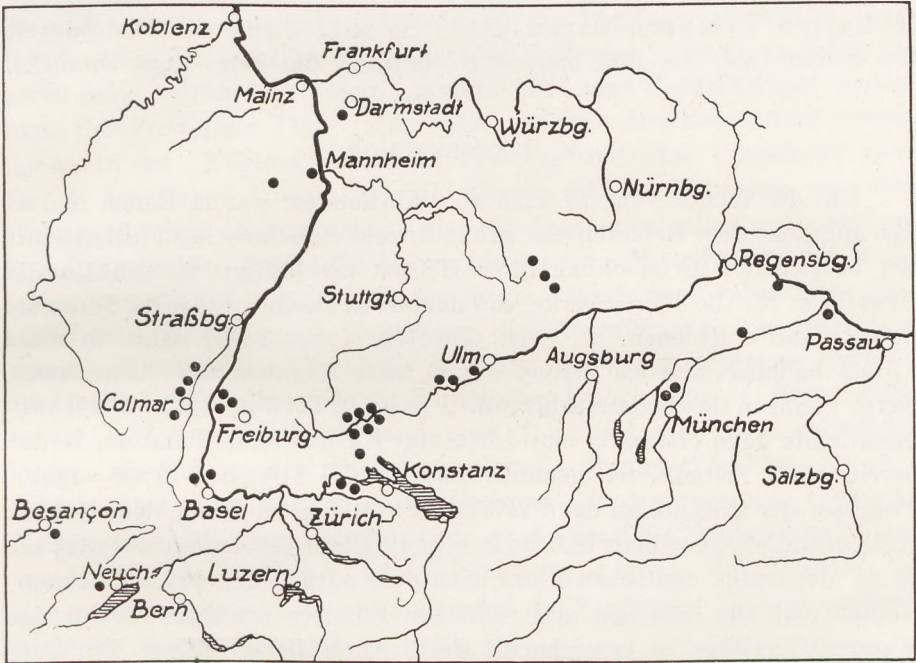 Koblenz
Frankfurt
Mainz
Darmstadt
Würzbg.
Mannheim
Nürnbg.
Regensbg.
Stuttgt
Straßbg.
Passau
Ulm
Augsburg
Colmar
Freiburg
München
Konstanz
Salzbg.
Besançon
Basel
Zürich
Neuch.
Luzern
Bern